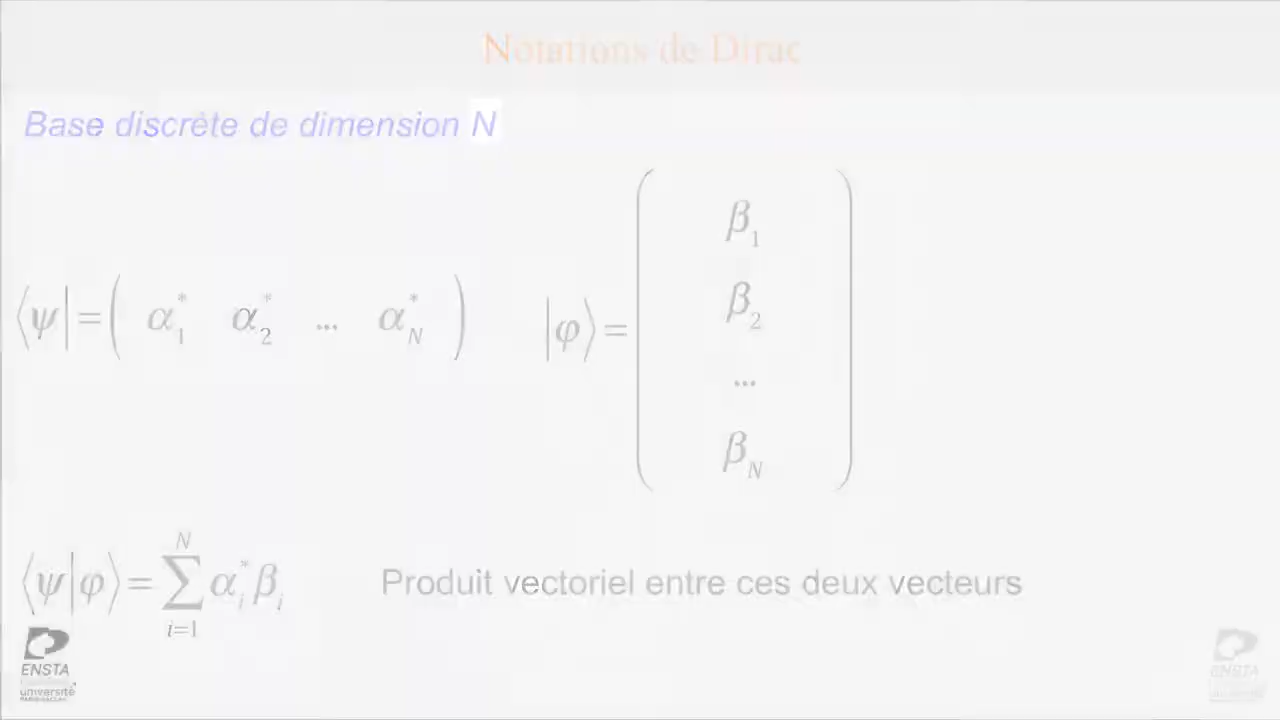 Notations de Dirac
Base discrète de dimension N
⟨ψ|=( α₁* α₂* ... α_N* ) |φ⟩=( β₁
β₂
...
β_N )
⟨ψ|φ⟩=∑_{i=1}^{N} α_i* β_i Produit vectoriel entre ces deux vecteurs
ENSTA ENSTA
université